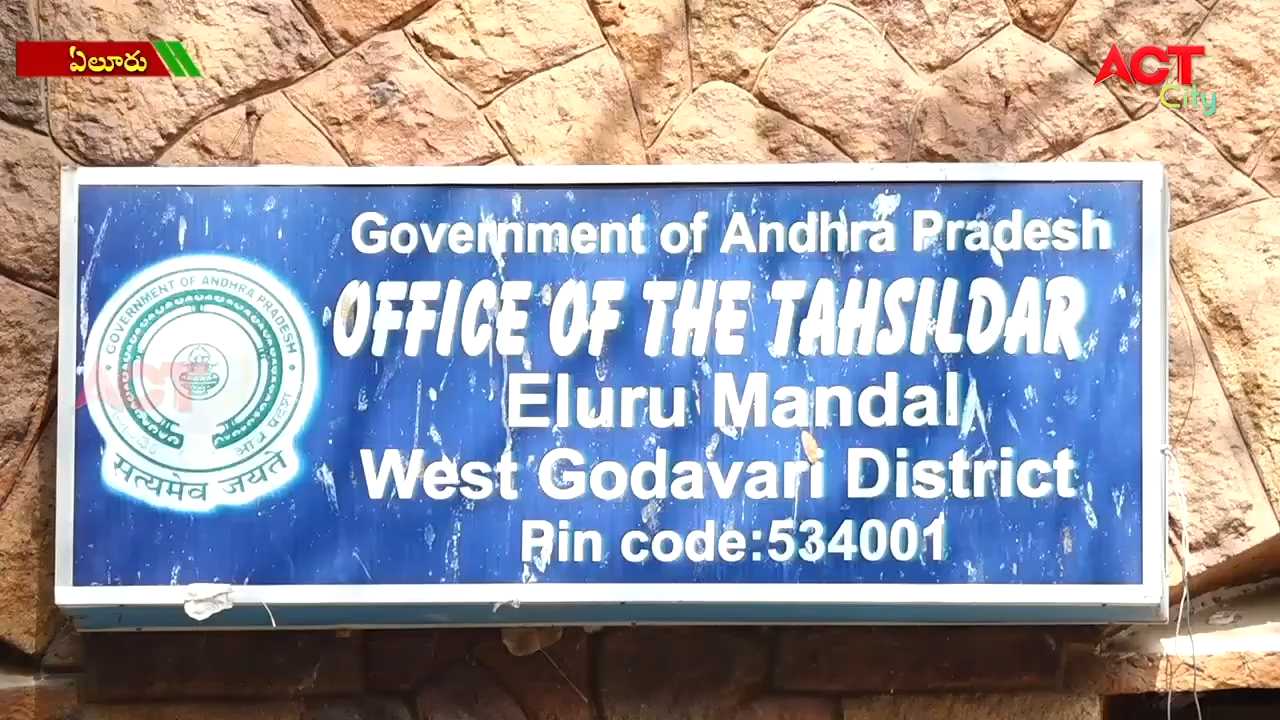 ఏలూరు
ACT
City
Government of Andhra Pradesh
OFFICE OF THE TAHSILDAR
Eluru Mandal
West Godavari District
Pin code:534001
GOVERNMENT OF ANDHRA PRADESH
ACT
सत्यमेव जयते